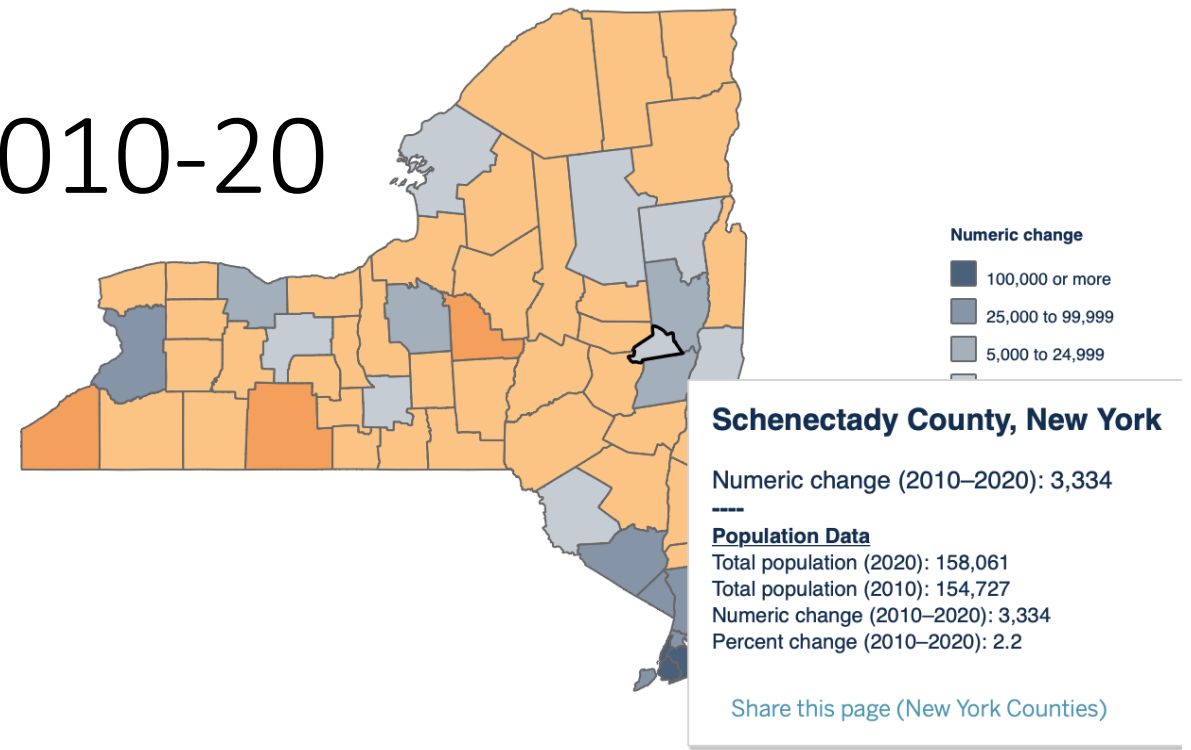 010-20
Numeric change
100,000 or more
25,000 to 99,999
5,000 to 24,999
Schenectady County, New York
Numeric change (2010–2020): 3,334
----
Population Data
Total population (2020): 158,061
Total population (2010): 154,727
Numeric change (2010–2020): 3,334
Percent change (2010–2020): 2.2
Share this page (New York Counties)